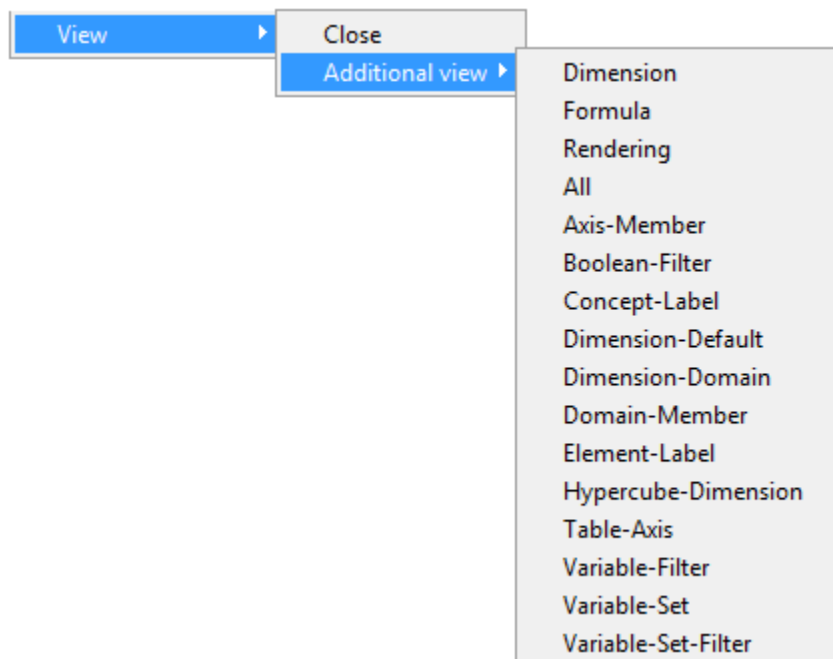 View
Close
Additional view
Dimension
Formula
Rendering
All
Axis-Member
Boolean-Filter
Concept-Label
Dimension-Default
Dimension-Domain
Domain-Member
Element-Label
Hypercube-Dimension
Table-Axis
Variable-Filter
Variable-Set
Variable-Set-Filter